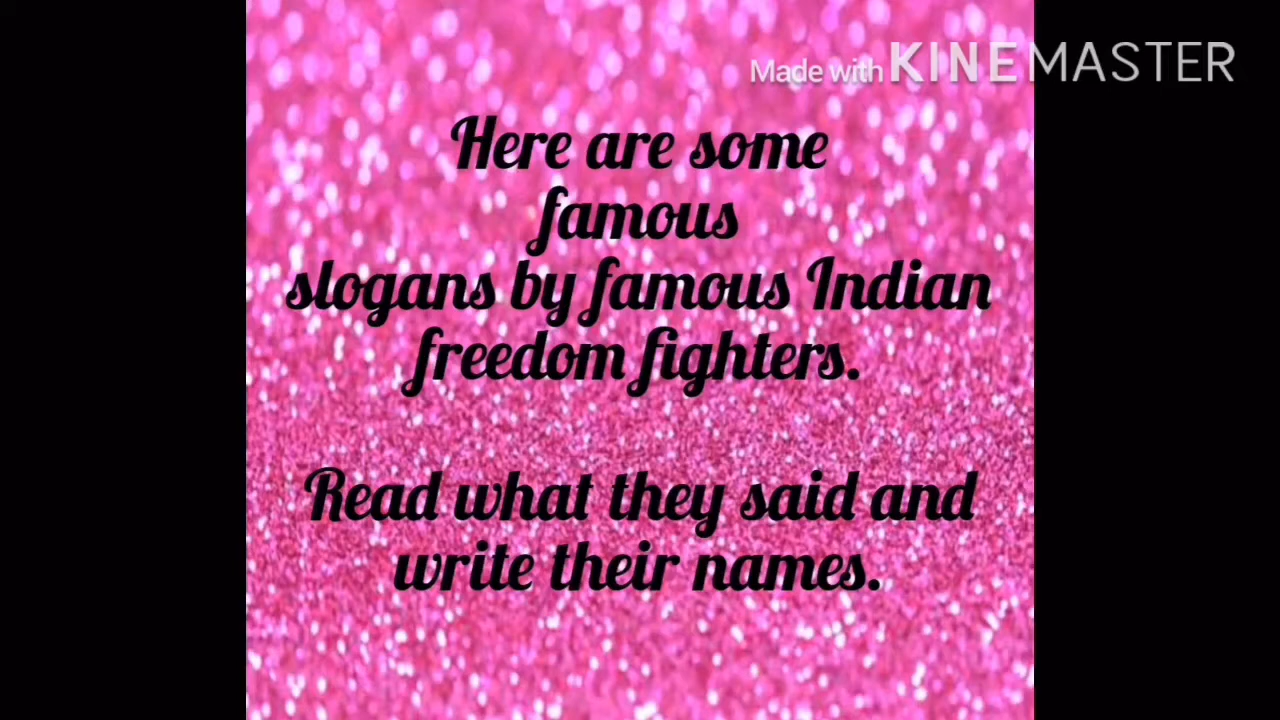 Made with KINEMASTER
Here are some
famous
slogans by famous Indian
freedom fighters.
Read what they said and
write their names.